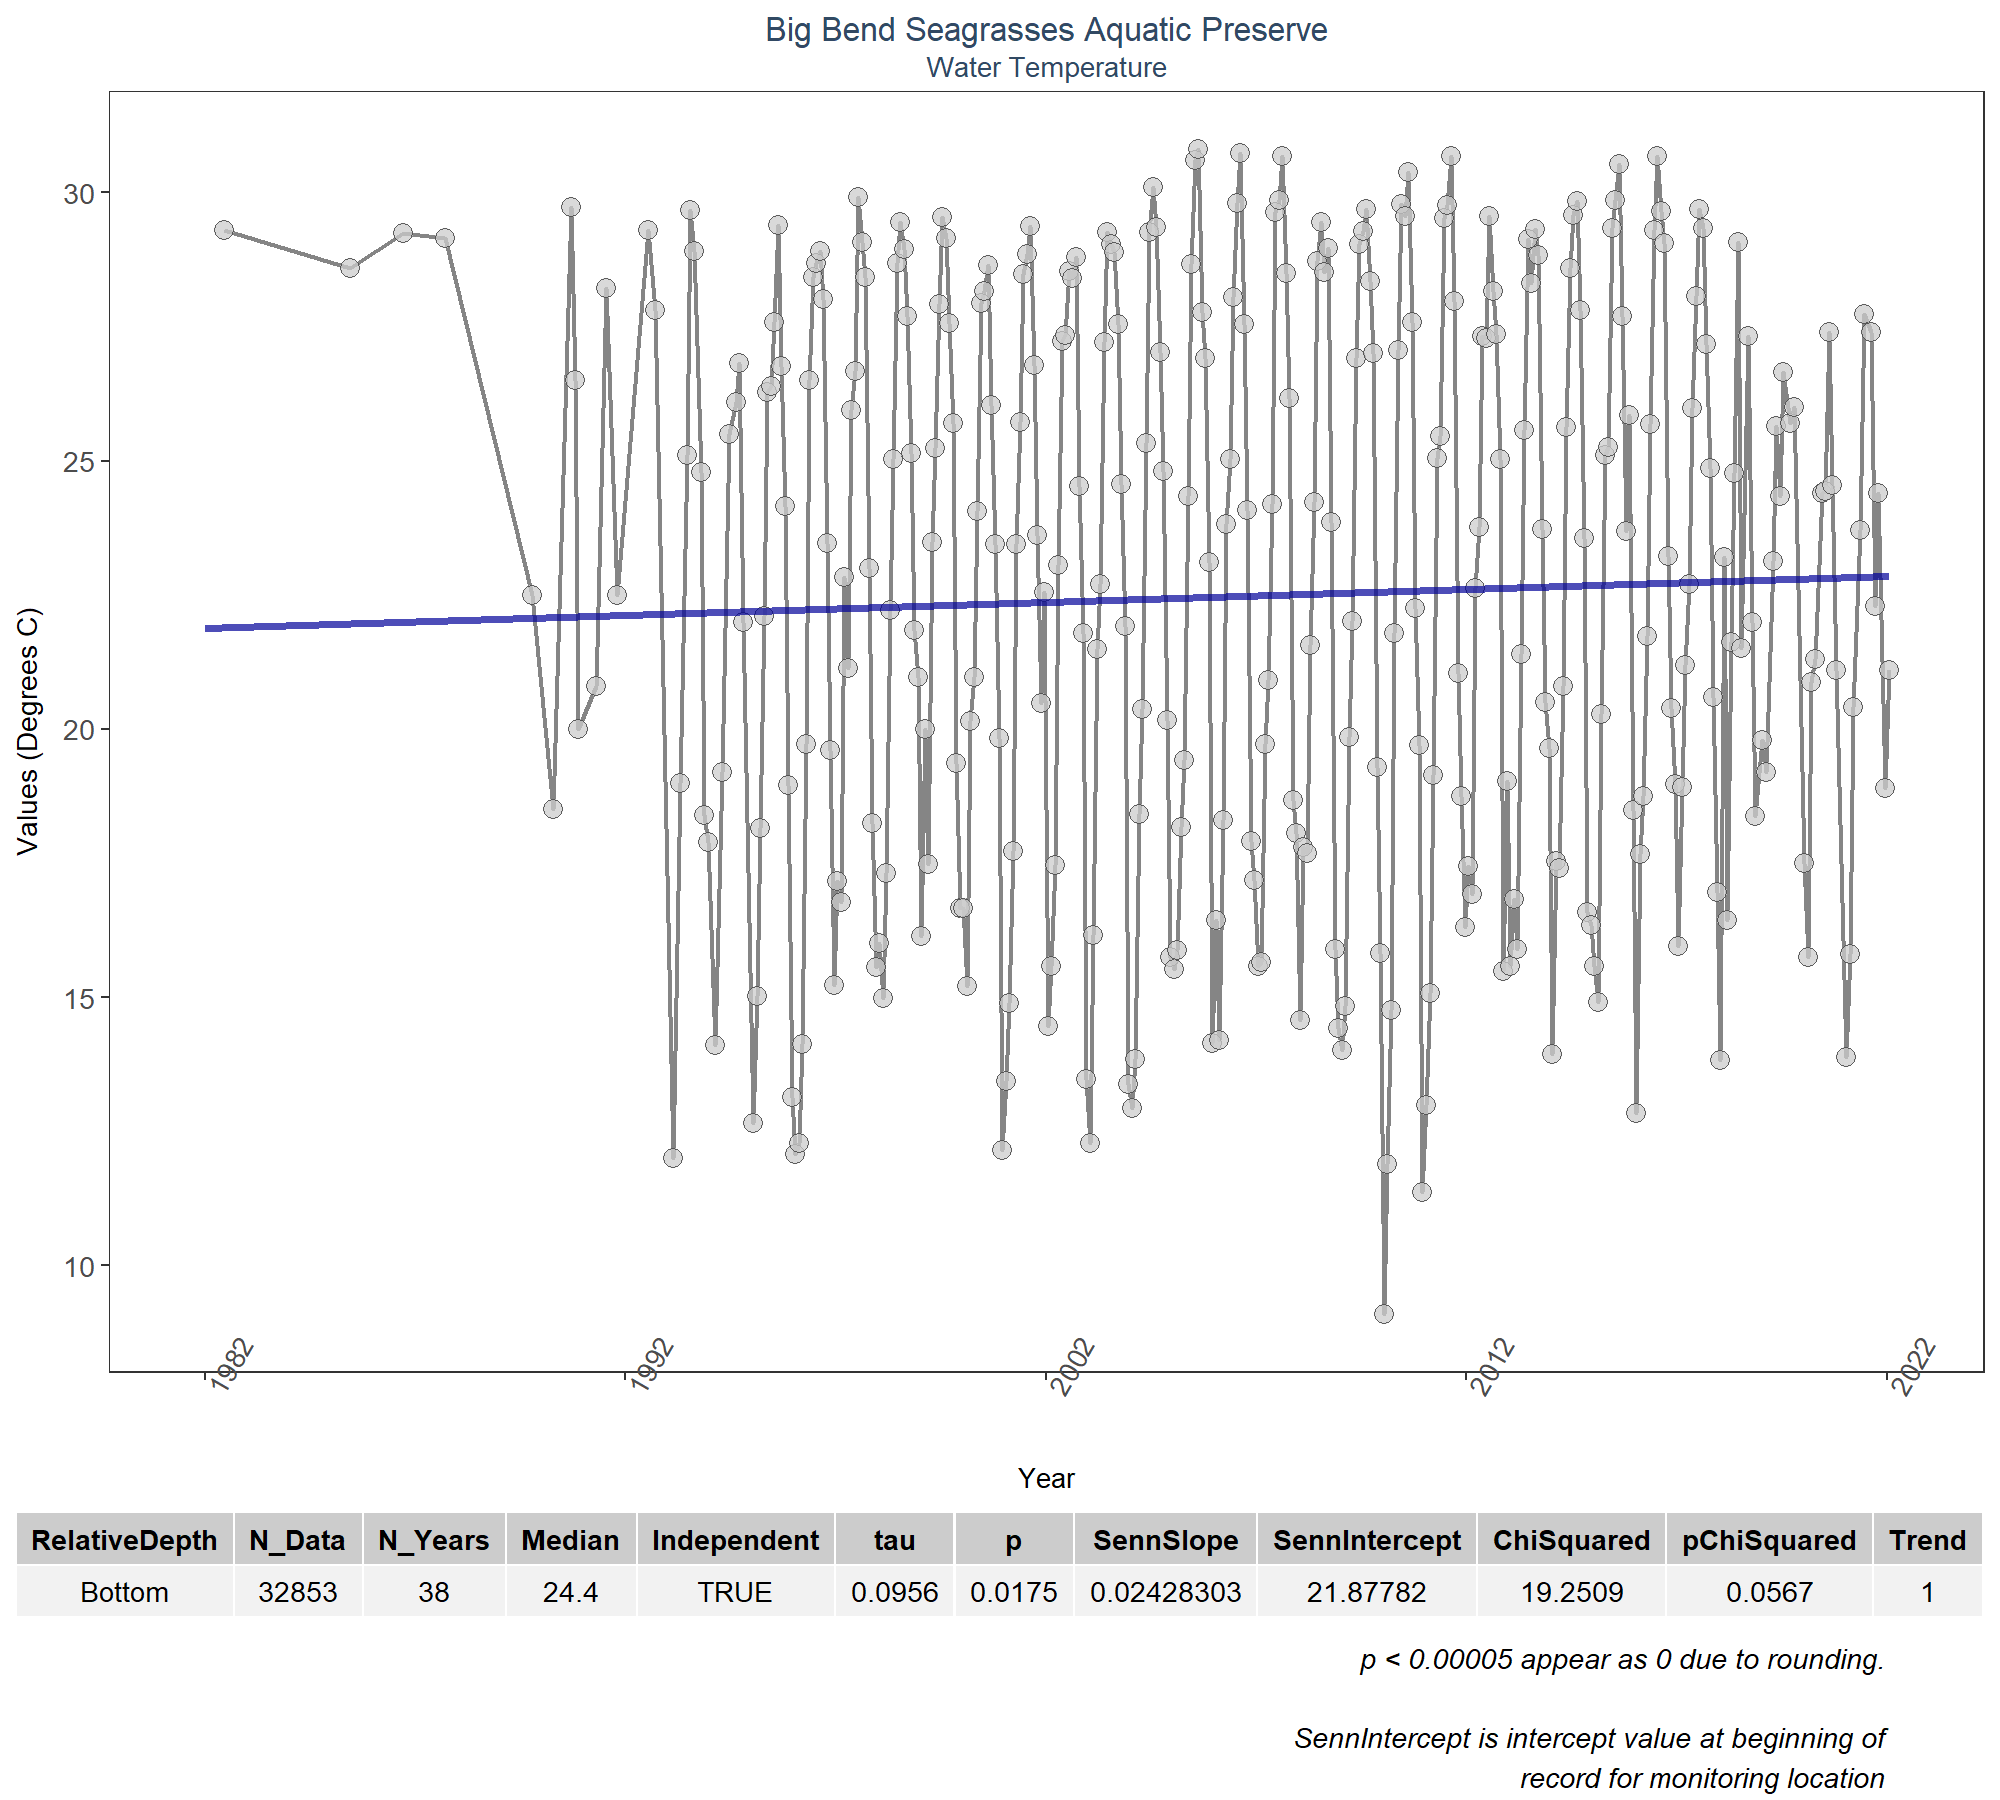 Big Bend Seagrasses Aquatic Preserve
Water Temperature
Values (Degrees C)
30
25
20
15
10
1982 1992 2002 2012 2022
Year
RelativeDepth N_Data N_Years Median Independent tau p SennSlope SennIntercept ChiSquared pChiSquared Trend
Bottom 32853 38 24.4 TRUE 0.0956 0.0175 0.02428303 21.87782 19.2509 0.0567 1
p < 0.00005 appear as 0 due to rounding.
SennIntercept is intercept value at beginning of
record for monitoring location